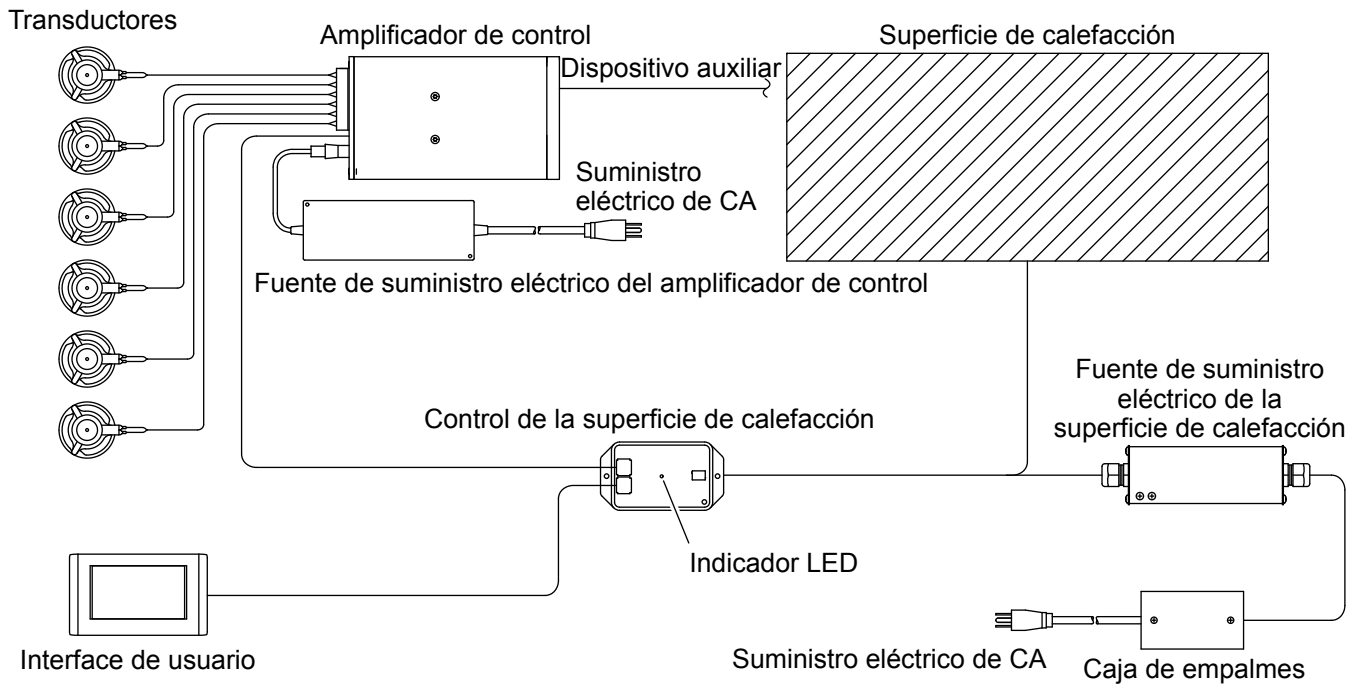 Transductores
Amplificador de control
Superficie de calefacción
Dispositivo auxiliar
Suministro
eléctrico de CA
Fuente de suministro eléctrico del amplificador de control
Fuente de suministro
eléctrico de la
superficie de calefacción
Control de la superficie de calefacción
Indicador LED
Interface de usuario
Suministro eléctrico de CA
Caja de empalmes